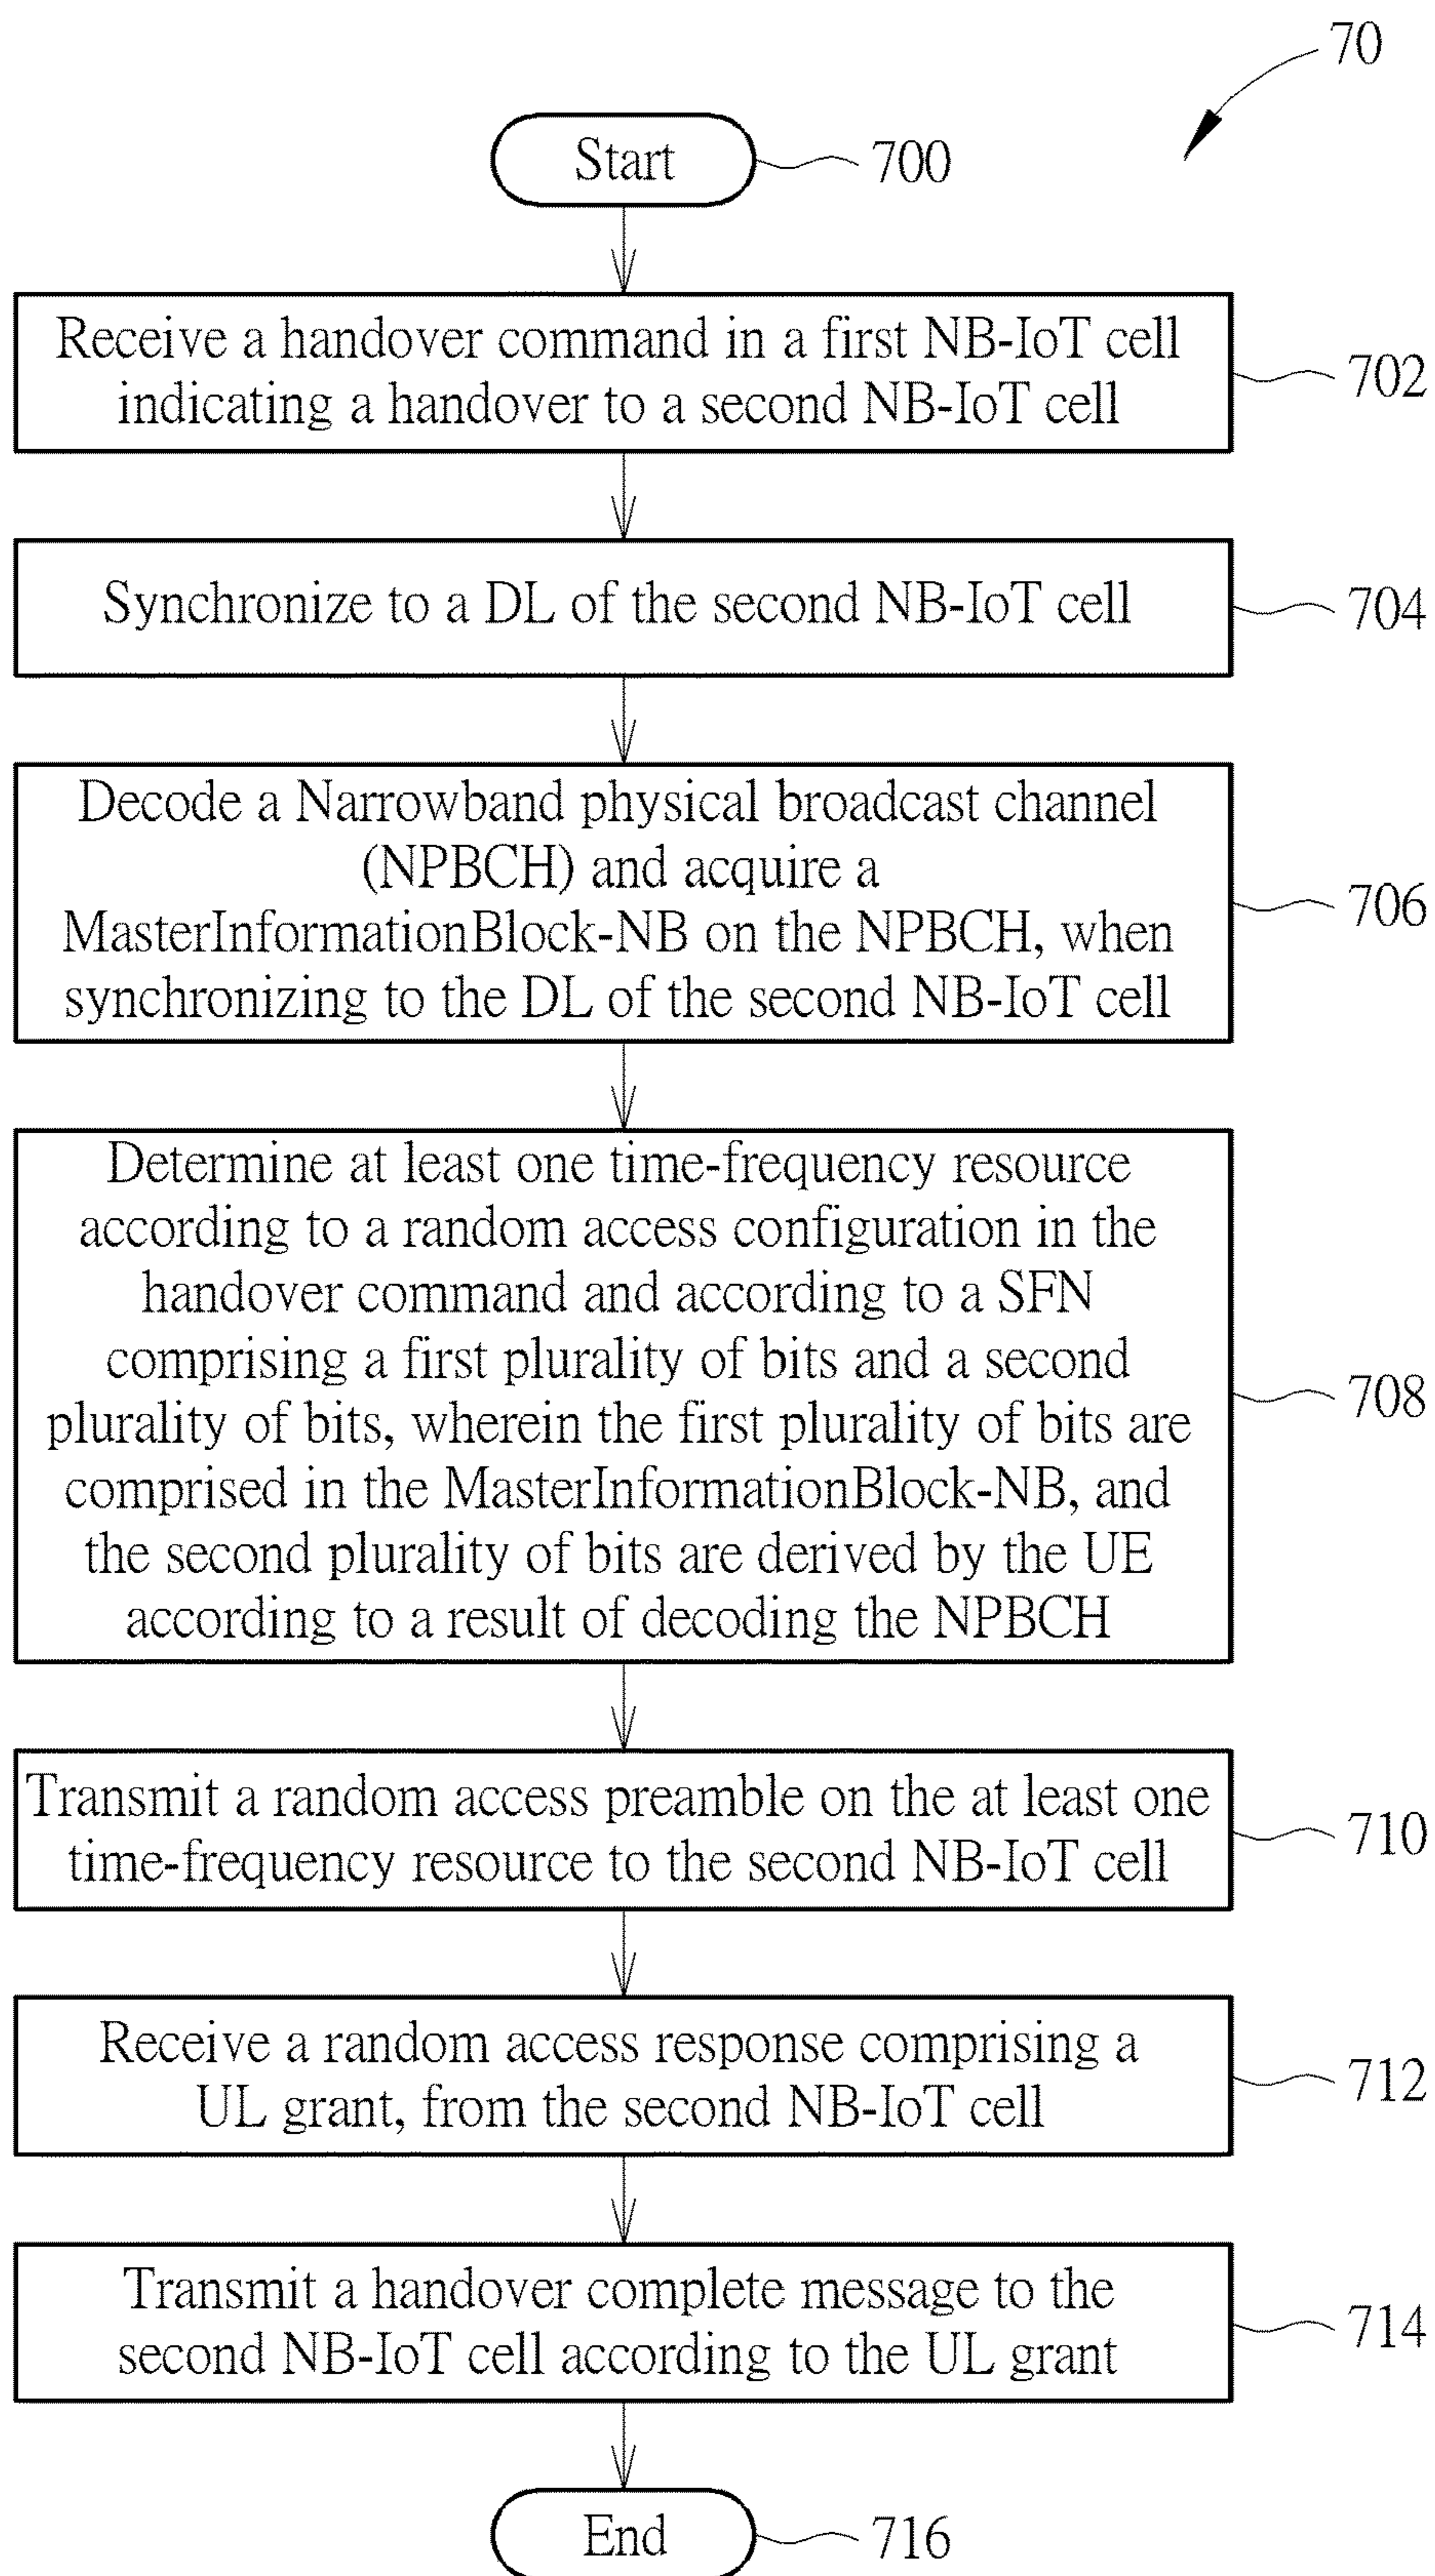 70
Start
700
Receive a handover command in a first NB-IoT cell
indicating a handover to a second NB-IoT cell
702
Synchronize to a DL of the second NB-IoT cell
704
Decode a Narrowband physical broadcast channel
(NPBCH) and acquire a
MasterInformationBlock-NB on the NPBCH, when
synchronizing to the DL of the second NB-IoT cell
706
Determine at least one time-frequency resource
according to a random access configuration in the
handover command and according to a SFN
comprising a first plurality of bits and a second
plurality of bits, wherein the first plurality of bits are
comprised in the MasterInformationBlock-NB, and
the second plurality of bits are derived by the UE
according to a result of decoding the NPBCH
708
Transmit a random access preamble on the at least one
time-frequency resource to the second NB-IoT cell
710
Receive a random access response comprising a
UL grant, from the second NB-IoT cell
712
Transmit a handover complete message to the
second NB-IoT cell according to the UL grant
714
End
716